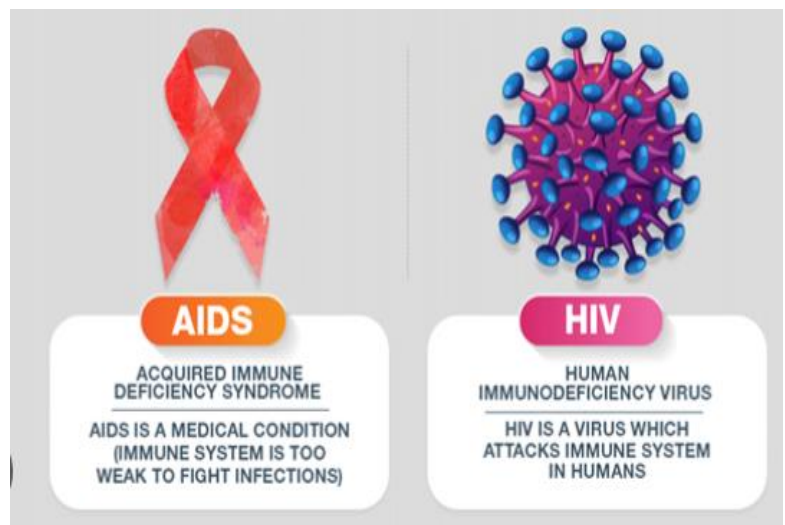 AIDS
ACQUIRED IMMUNE
DEFICIENCY SYNDROME
AIDS IS A MEDICAL CONDITION
(IMMUNE SYSTEM IS TOO
WEAK TO FIGHT INFECTIONS)
HIV
HUMAN
IMMUNODEFICIENCY VIRUS
HIV IS A VIRUS WHICH
ATTACKS IMMUNE SYSTEM
IN HUMANS